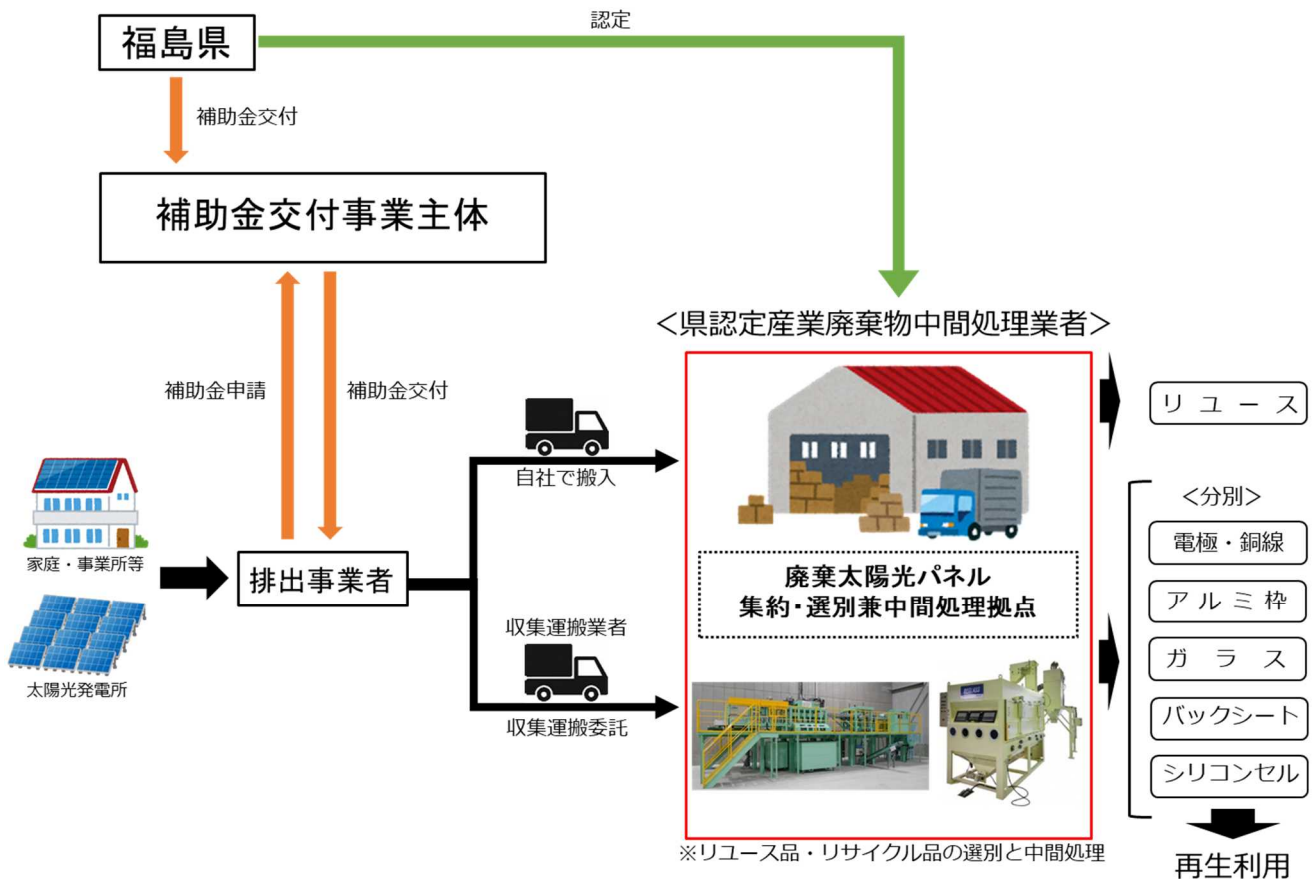 認定
福島県
補助金交付
補助金交付事業主体
<県認定産業廃棄物中間処理業者>
補助金申請
補助金交付
自社で搬入
リユース
<分別>
電極・銅線
アルミ枠
ガラス
バックシート
シリコンセル
再生利用
家庭・事業所等
排出事業者
太陽光発電所
収集運搬業者
収集運搬委託
廃棄太陽光パネル
集約・選別兼中間処理拠点
※リユース品・リサイクル品の選別と中間処理